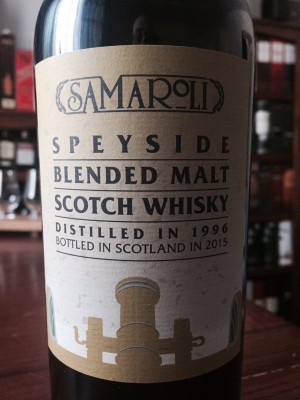 SAMAROLI
SPEYSIDE
BLENDED MALT
SCOTCH WHISKY
DISTILLED IN 1996
BOTTLED IN SCOTLAND IN 2015